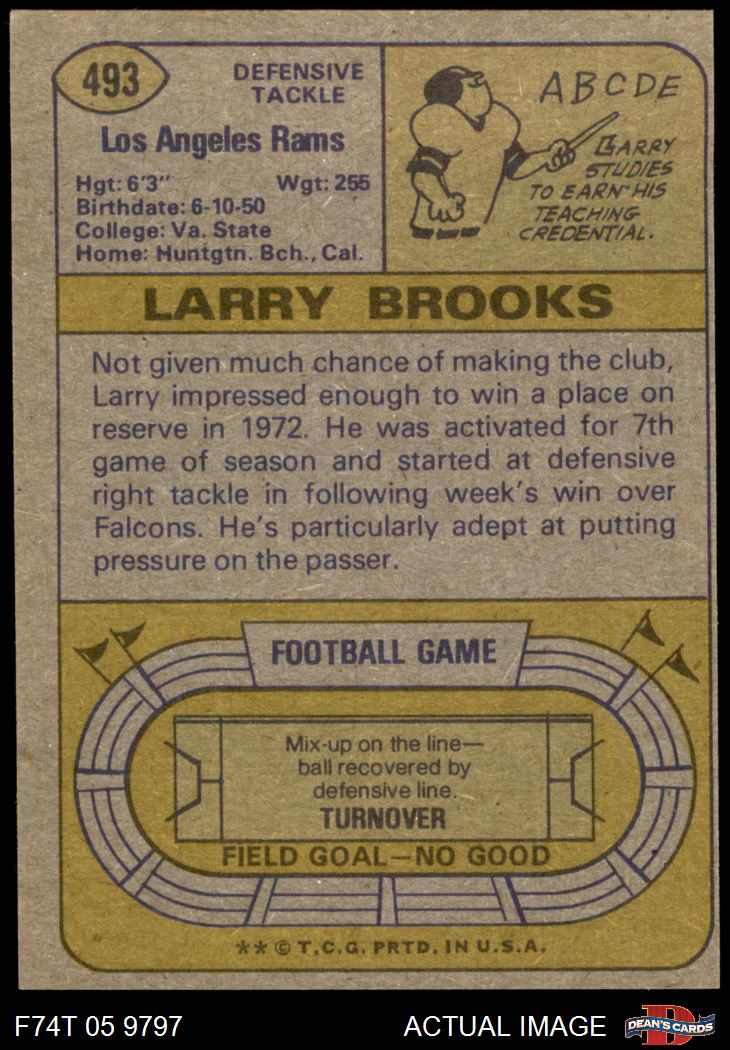 493
DEFENSIVE
TACKLE
Los Angeles Rams
Hgt: 6'3" Wgt: 255
Birthdate: 6-10-50
College: Va. State
Home: Huntgtn. Bch., Cal.
ABCDE
LARRY
STUDIES
TO EARN HIS
TEACHING
CREDENTIAL.
LARRY BROOKS
Not given much chance of making the club,
Larry impressed enough to win a place on
reserve in 1972. He was activated for 7th
game of season and started at defensive
right tackle in following week's win over
Falcons. He's particularly adept at putting
pressure on the passer.
FOOTBALL GAME
Mix-up on the line—
ball recovered by
defensive line.
TURNOVER
FIELD GOAL—NO GOOD
** © T.C.G. PRTD. IN U.S.A.
F74T 05 9797
ACTUAL IMAGE
D
DEAN'S CARDS